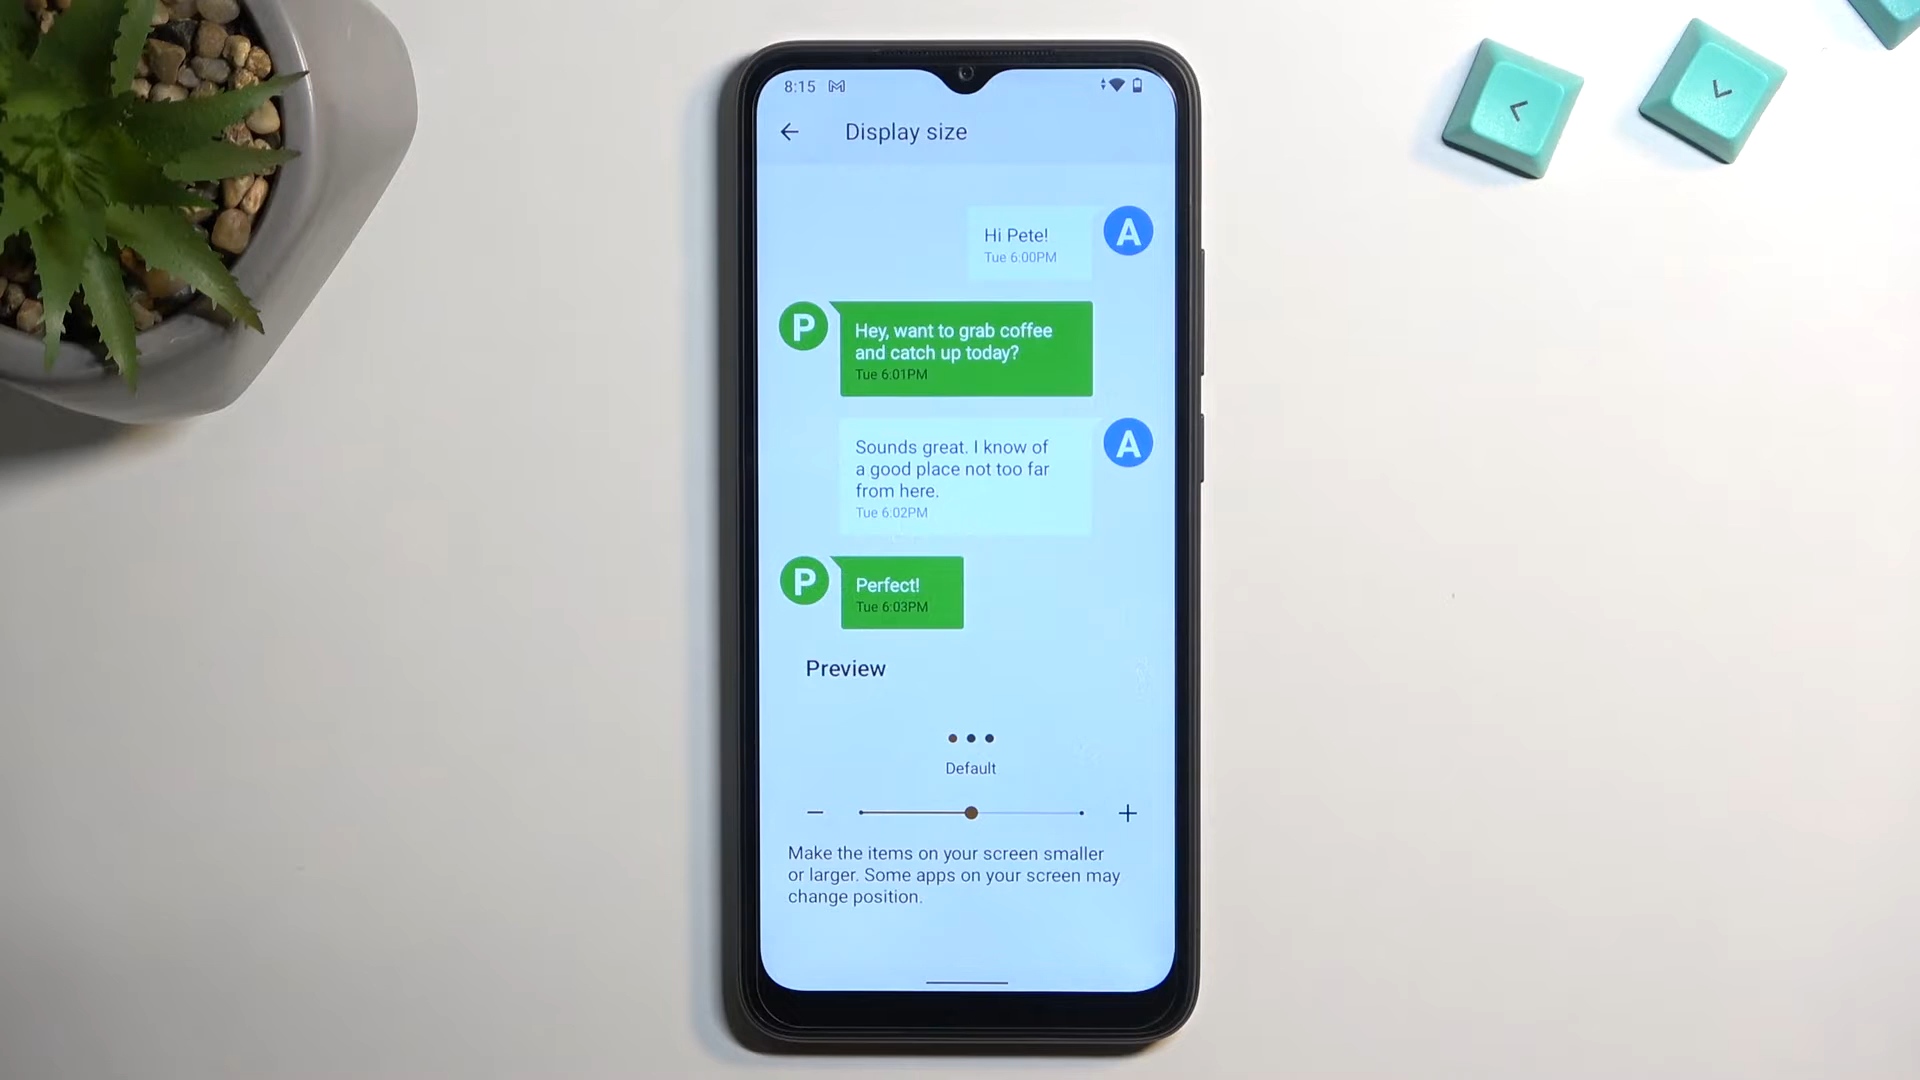 8:15
Display size
Hi Pete!
Tue 6:00PM
A
P
Hey, want to grab coffee
and catch up today?
Tue 6:01PM
Sounds great. I know of
a good place not too far
from here.
Tue 6:02PM
A
P
Perfect!
Tue 6:03PM
Preview
Default
Make the items on your screen smaller
or larger. Some apps on your screen may
change position.